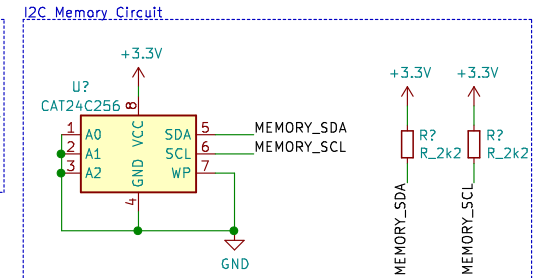 I2C Memory Circuit
+3.3V
U?
CAT24C256
8
VCC
1 A0
2 A1
3 A2
SDA 5 MEMORY_SDA
SCL 6 MEMORY_SCL
WP 7
GND
4
GND
+3.3V
R?
R_2k2
MEMORY_SDA
+3.3V
R?
R_2k2
MEMORY_SCL